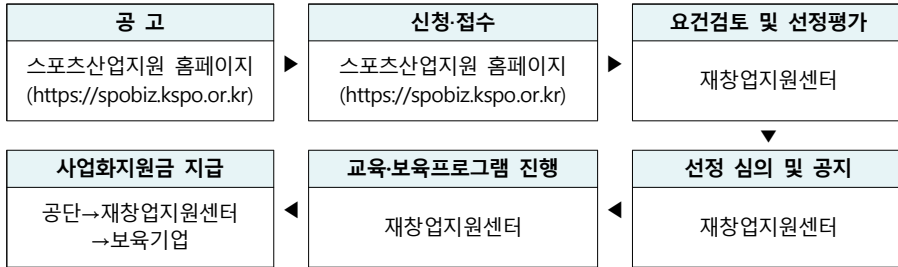 공 고
스포츠산업지원 홈페이지
(https://spobiz.kspo.or.kr)
▶
신청·접수
스포츠산업지원 홈페이지
(https://spobiz.kspo.or.kr)
▶
요건검토 및 선정평가
재창업지원센터
▼
선정 심의 및 공지
재창업지원센터
◀
교육·보육프로그램 진행
재창업지원센터
◀
사업화지원금 지급
공단→재창업지원센터
→보육기업